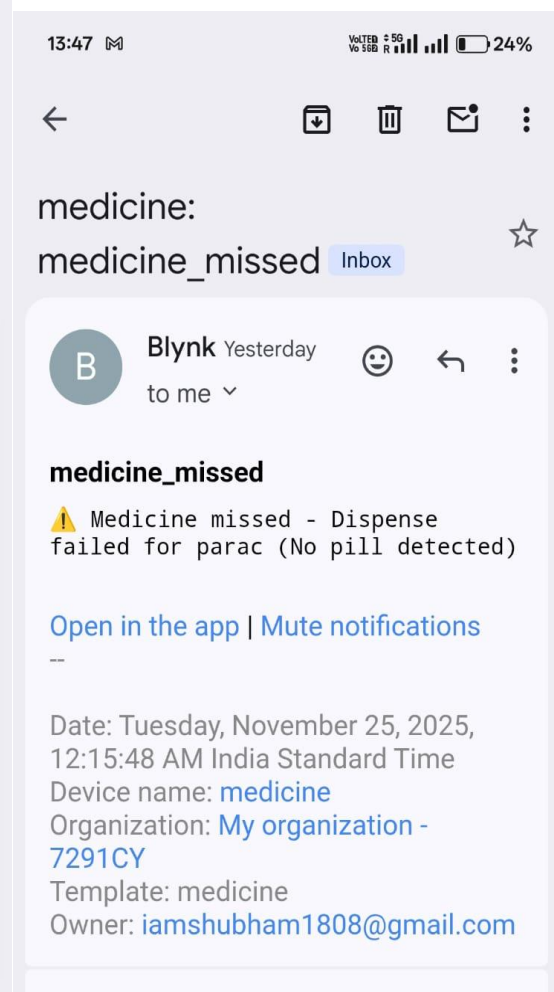 13:47
VoLTED 5G
Vo 5GD R
24%
medicine:
medicine_missed Inbox
B
Blynk Yesterday
to me
medicine_missed
⚠️ Medicine missed - Dispense
failed for parac (No pill detected)
Open in the app | Mute notifications
--
Date: Tuesday, November 25, 2025,
12:15:48 AM India Standard Time
Device name: medicine
Organization: My organization -
7291CY
Template: medicine
Owner: iamshubham1808@gmail.com